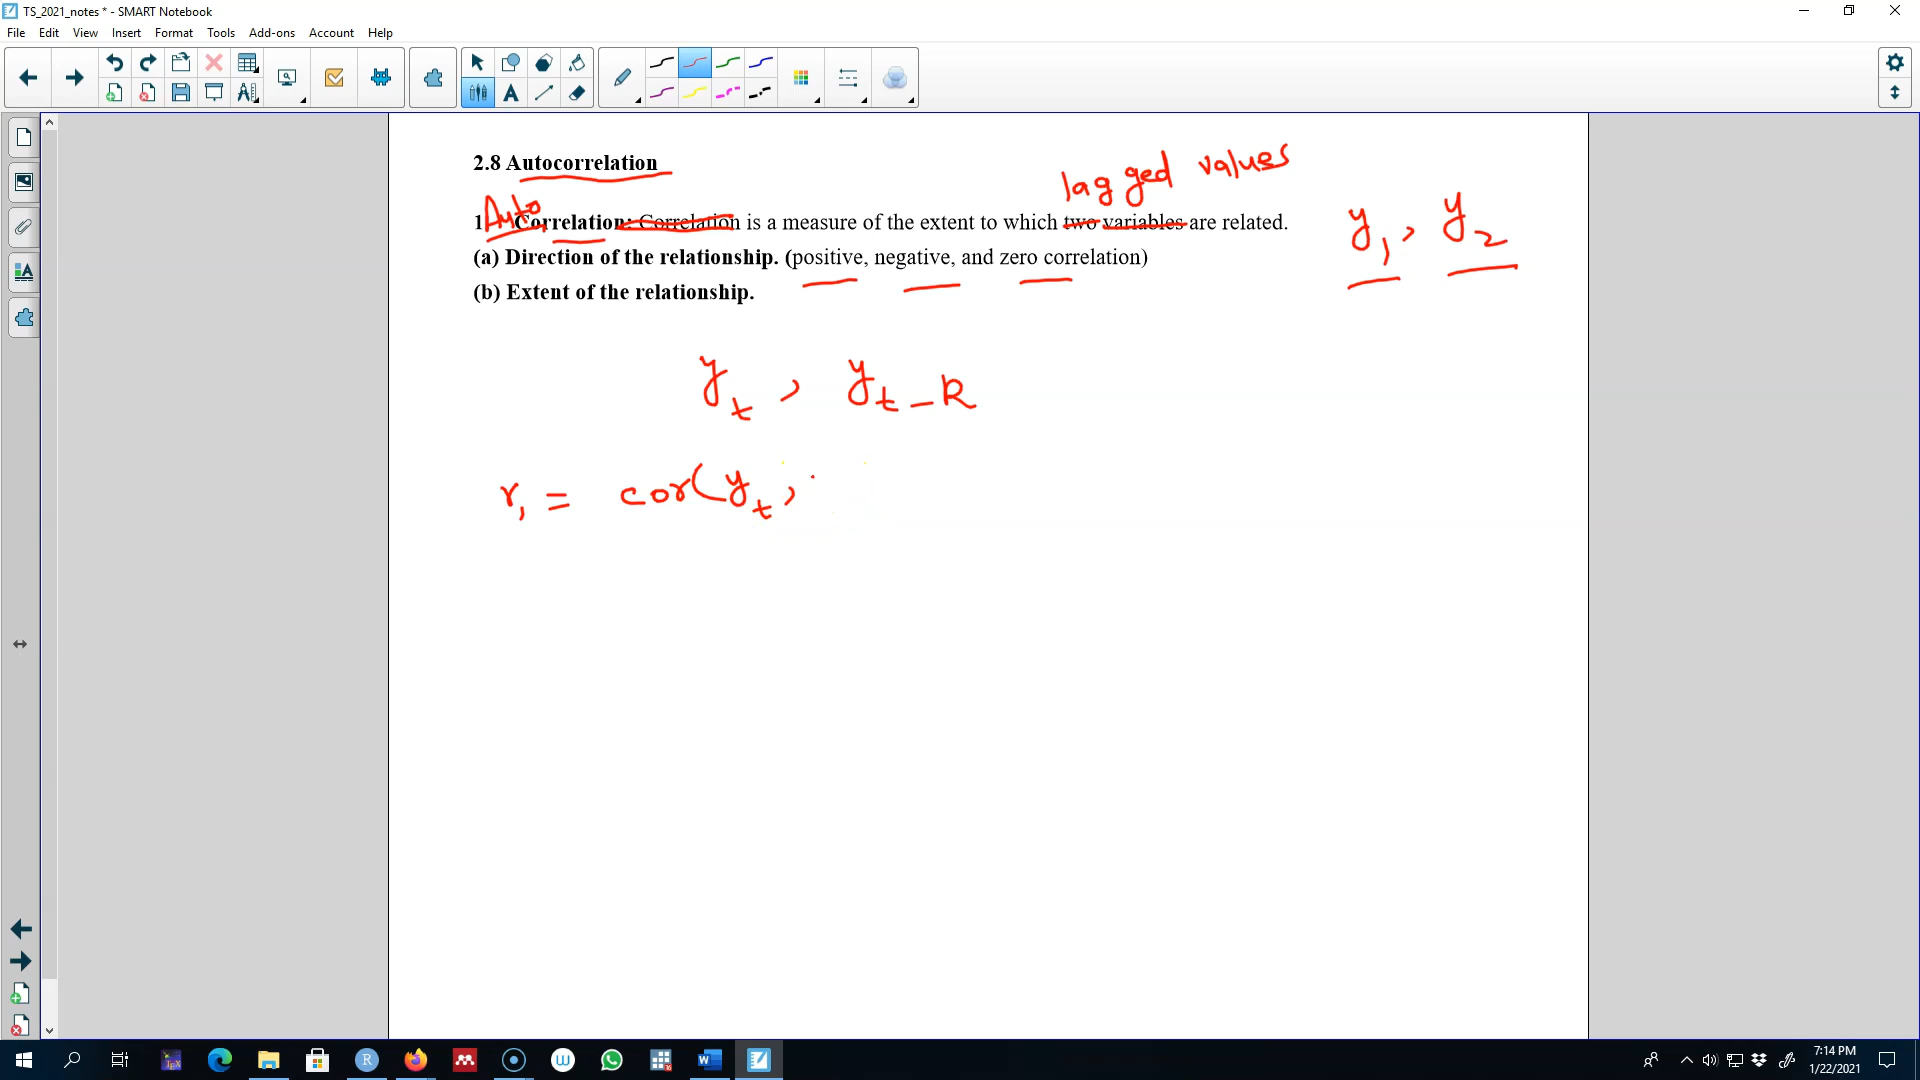 TS_2021_notes * - SMART Notebook
File Edit View Insert Format Tools Add-ons Account Help
2.8 Autocorrelation
lagged values
Auto
1 Correlation: Correlation is a measure of the extent to which two variables are related.
y1, y2
(a) Direction of the relationship. (positive, negative, and zero correlation)
(b) Extent of the relationship.
yt, yt-k
r1 = cor(yt,
7:14 PM
1/22/2021